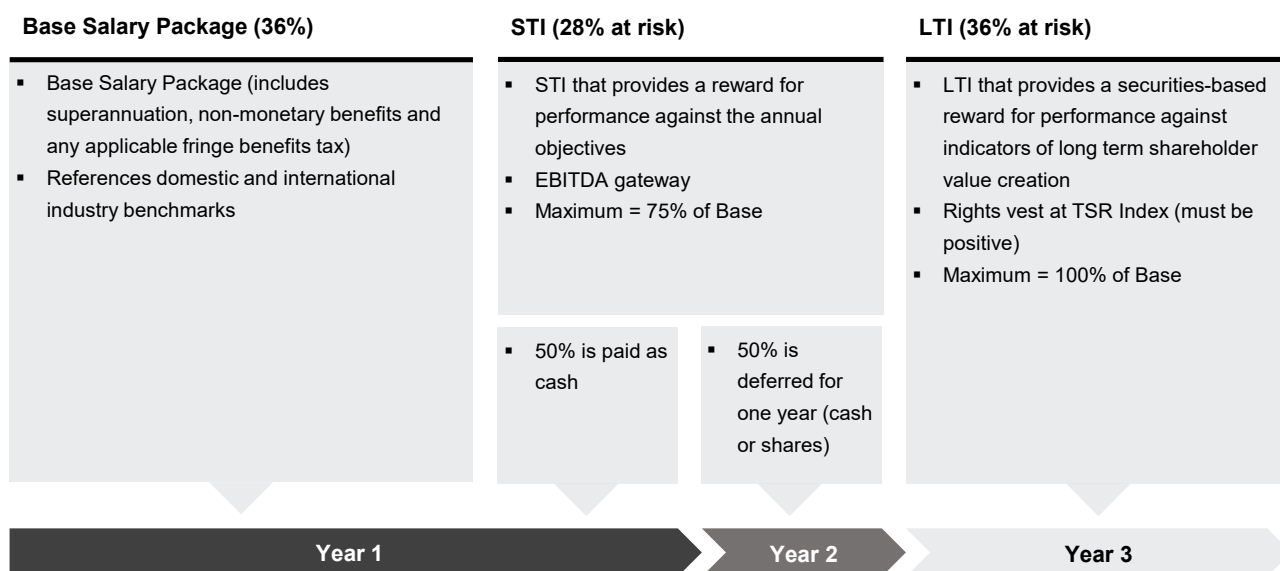 Base Salary Package (36%)
▪ Base Salary Package (includes
superannuation, non-monetary benefits and
any applicable fringe benefits tax)
▪ References domestic and international
industry benchmarks
STI (28% at risk)
▪ STI that provides a reward for
performance against the annual
objectives
▪ EBITDA gateway
▪ Maximum = 75% of Base
▪ 50% is paid as
cash
▪ 50% is
deferred for
one year (cash
or shares)
LTI (36% at risk)
▪ LTI that provides a securities-based
reward for performance against
indicators of long term shareholder
value creation
▪ Rights vest at TSR Index (must be
positive)
▪ Maximum = 100% of Base
Year 1
Year 2
Year 3